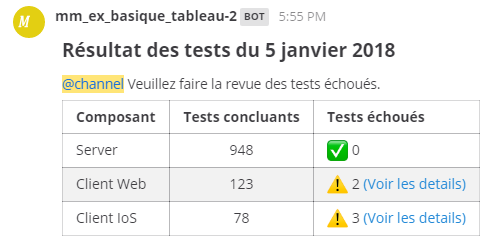 M
mm_ex_basique_tableau-2 BOT 5:55 PM
Résultat des tests du 5 janvier 2018
@channel Veuillez faire la revue des tests échoués.
Composant Tests concluants Tests échoués
Server 948 ✅ 0
Client Web 123 ⚠️ 2 (Voir les details)
Client IoS 78 ⚠️ 3 (Voir les details)